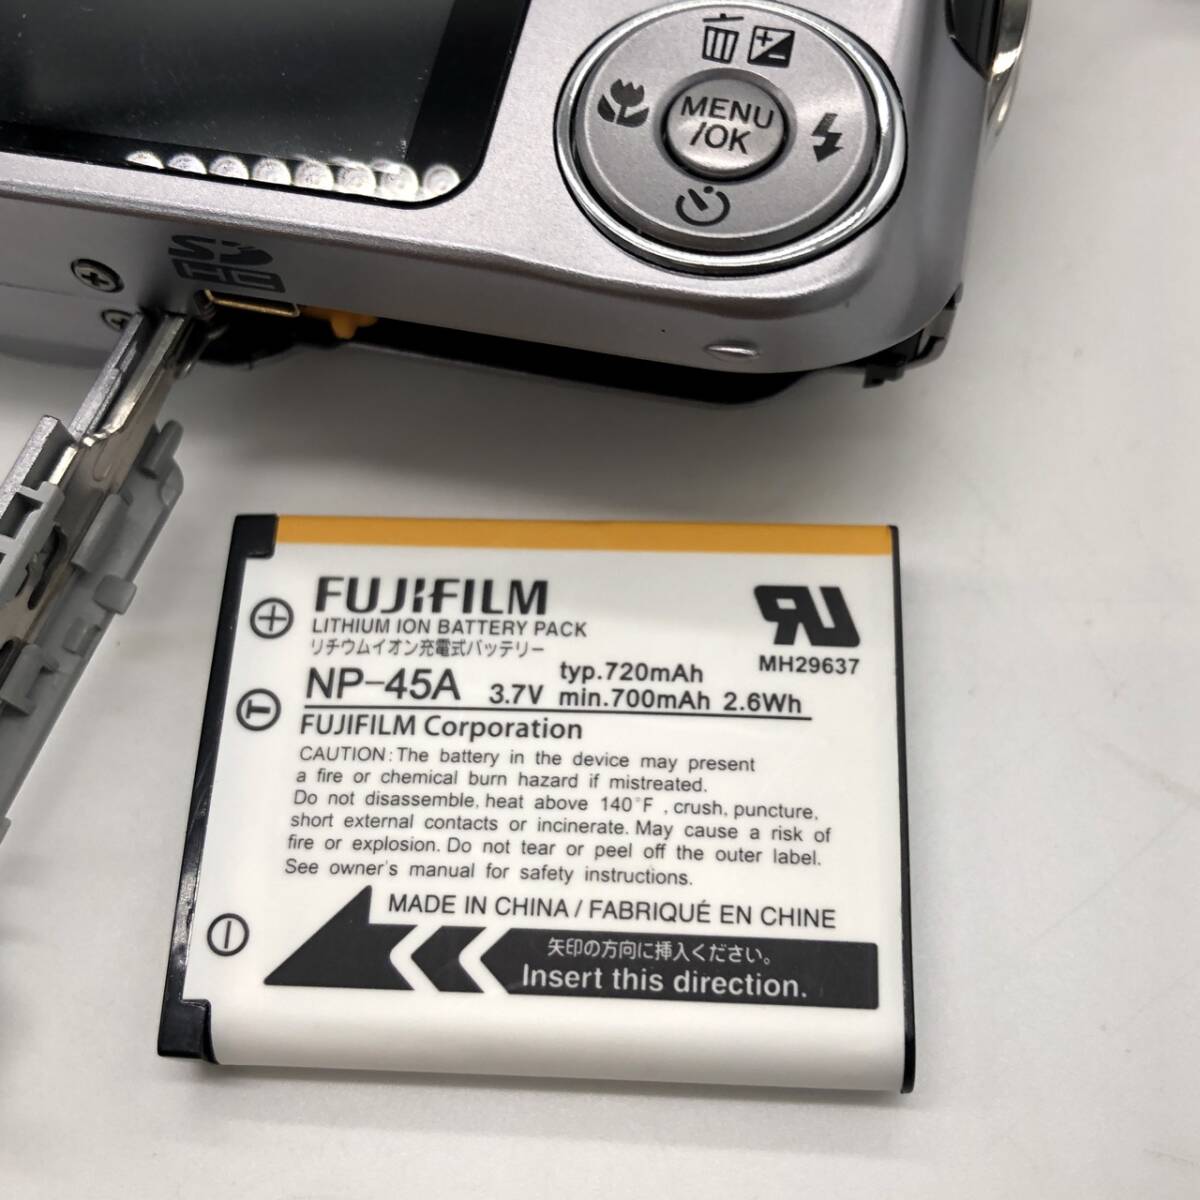 MENU
/OK
SD
HC
FUJIFILM
LITHIUM ION BATTERY PACK
リチウムイオン充電式バッテリー
NP-45A 3.7V typ.720mAh
min.700mAh 2.6Wh
MH29637
FUJIFILM Corporation
CAUTION:The battery in the device may present
a fire or chemical burn hazard if mistreated.
Do not disassemble, heat above 140°F , crush, puncture,
short external contacts or incinerate. May cause a risk of
fire or explosion. Do not tear or peel off the outer label.
See owner's manual for safety instructions.
MADE IN CHINA / FABRIQUÉ EN CHINE
矢印の方向に挿入ください。
Insert this direction.
+
T
−